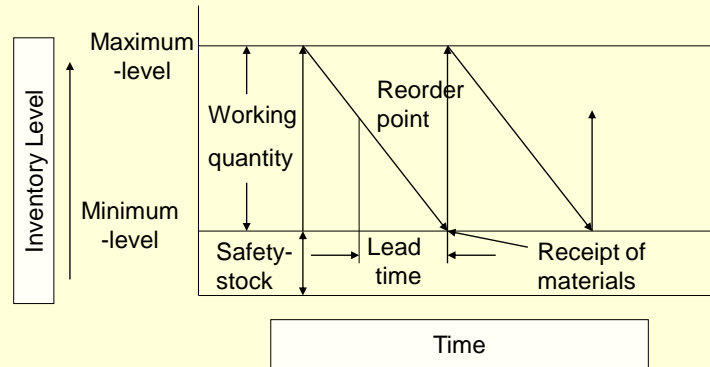 Inventory Level
Maximum
-level
Working
quantity
Reorder
point
Minimum
-level
Safety-
stock
Lead
time
Receipt of
materials
Time